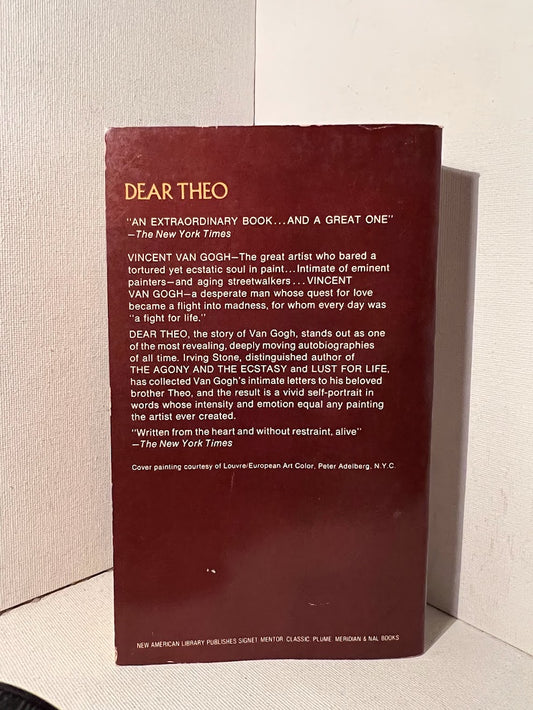 DEAR THEO
"AN EXTRAORDINARY BOOK...AND A GREAT ONE"
—The New York Times
VINCENT VAN GOGH—The great artist who bared a
tortured yet ecstatic soul in paint...Intimate of eminent
painters—and aging streetwalkers...VINCENT
VAN GOGH—a desperate man whose quest for love
became a flight into madness, for whom every day was
"a fight for life."
DEAR THEO, the story of Van Gogh, stands out as one
of the most revealing, deeply moving autobiographies
of all time. Irving Stone, distinguished author of
THE AGONY AND THE ECSTASY and LUST FOR LIFE,
has collected Van Gogh's intimate letters to his beloved
brother Theo, and the result is a vivid self-portrait in
words whose intensity and emotion equal any painting
the artist ever created.
"Written from the heart and without restraint, alive"
—The New York Times
Cover painting courtesy of Louvre/European Art Color, Peter Adelberg, N.Y.C.
NEW AMERICAN LIBRARY PUBLISHES SIGNET, MENTOR, CLASSIC, PLUME, MERIDIAN & NAL BOOKS